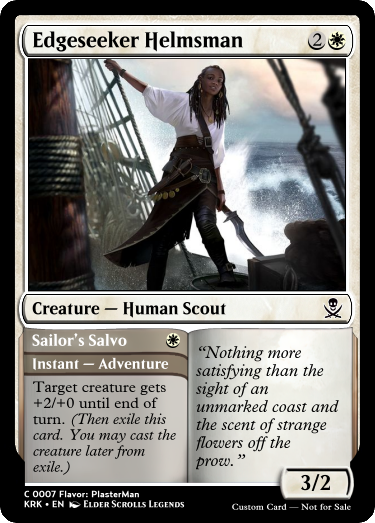 Edgeseeker Helmsman 2
Creature — Human Scout
Sailor's Salvo
Instant — Adventure
Target creature gets
+2/+0 until end of
turn. (Then exile this
card. You may cast the
creature later from
exile.)
“Nothing more
satisfying than the
sight of an
unmarked coast and
the scent of strange
flowers off the
prow.”
3/2
C 0007 Flavor: PlasterMan
KRK • EN Elder Scrolls Legends
Custom Card — Not for Sale